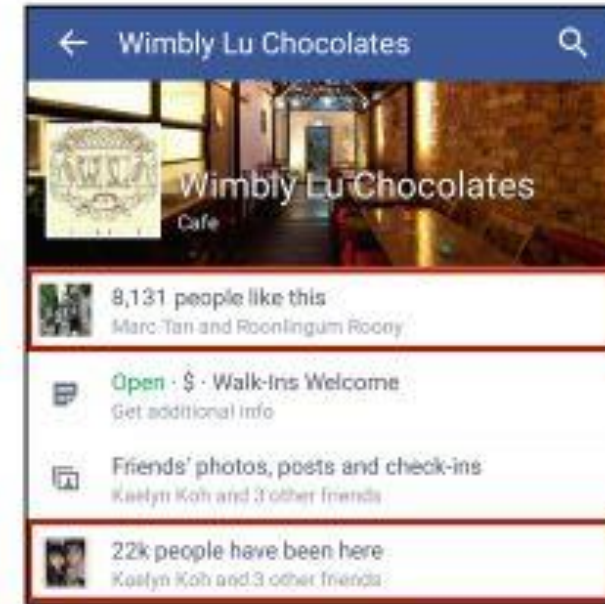 Wimbly Lu Chocolates
WL
Wimbly Lu Chocolates
Cafe
8,131 people like this
Marc Tan and Roonlingum Roony
Open · $ · Walk-Ins Welcome
Get additional info
Friends' photos, posts and check-ins
Kaelyn Koh and 3 other friends
22k people have been here
Kaelyn Koh and 3 other friends